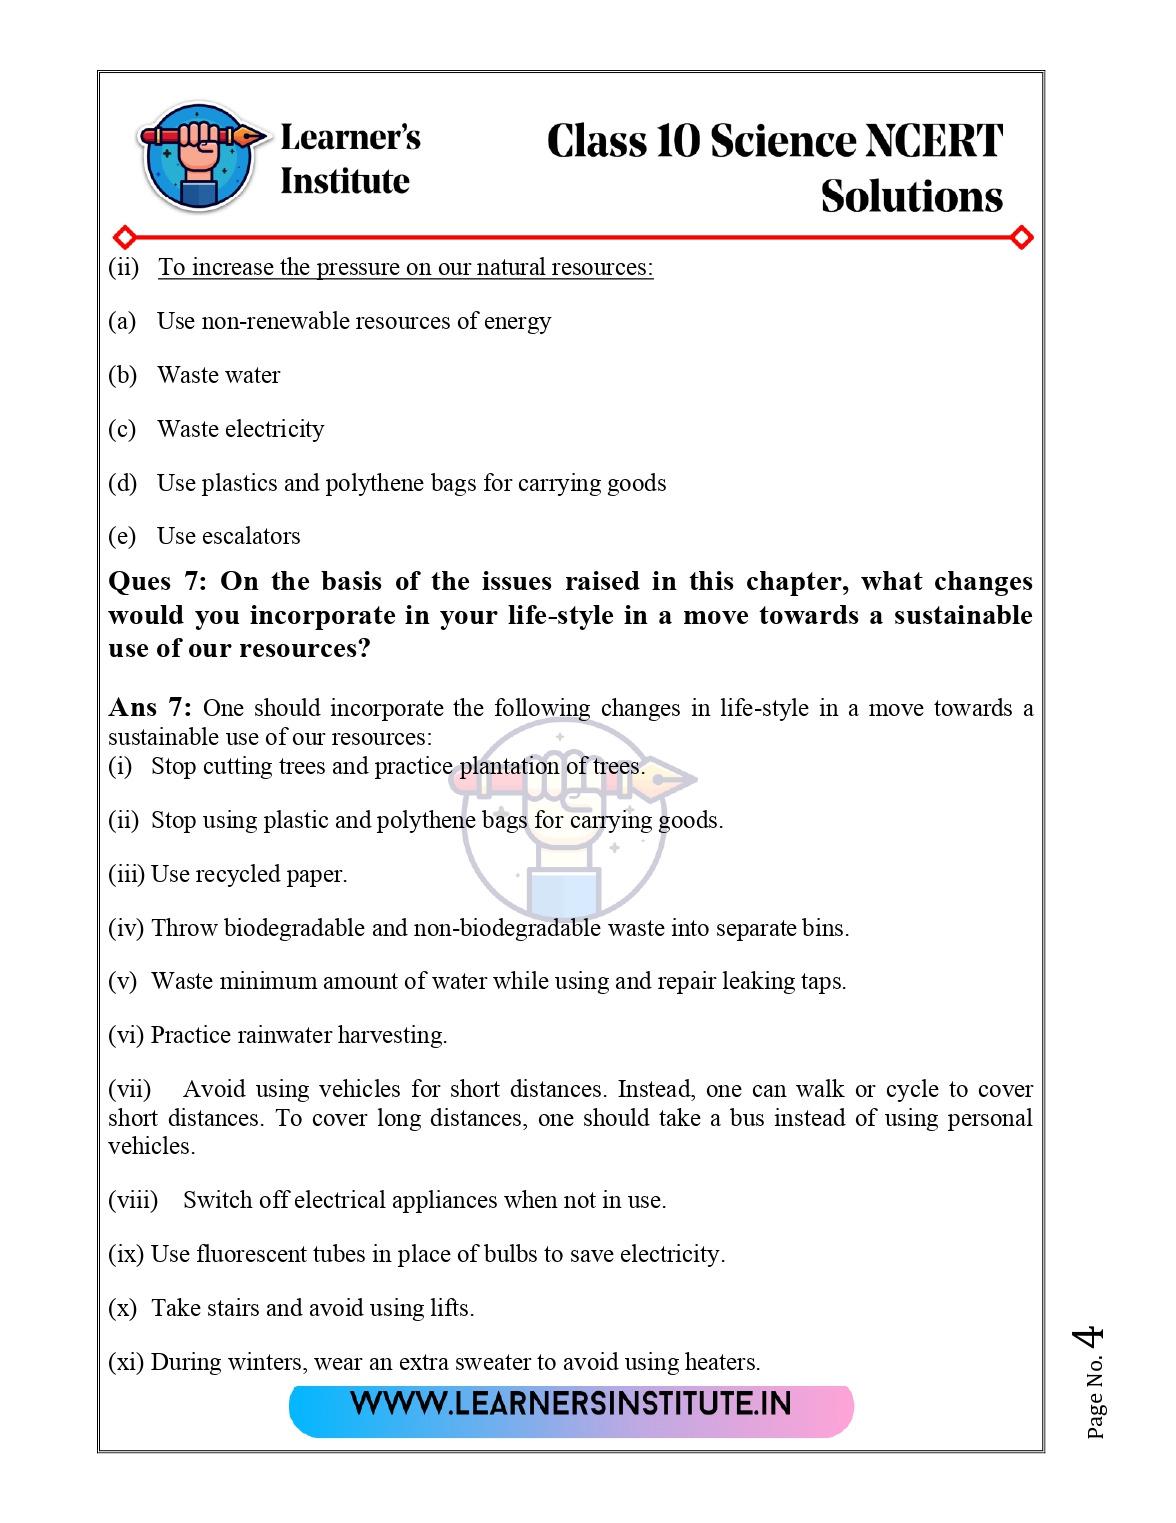 Learner's
Institute
Class 10 Science NCERT
Solutions
(ii) To increase the pressure on our natural resources:
(a) Use non-renewable resources of energy
(b) Waste water
(c) Waste electricity
(d) Use plastics and polythene bags for carrying goods
(e) Use escalators
Ques 7: On the basis of the issues raised in this chapter, what changes
would you incorporate in your life-style in a move towards a sustainable
use of our resources?
Ans 7: One should incorporate the following changes in life-style in a move towards a
sustainable use of our resources:
(i) Stop cutting trees and practice plantation of trees.
(ii) Stop using plastic and polythene bags for carrying goods.
(iii) Use recycled paper.
(iv) Throw biodegradable and non-biodegradable waste into separate bins.
(v) Waste minimum amount of water while using and repair leaking taps.
(vi) Practice rainwater harvesting.
(vii) Avoid using vehicles for short distances. Instead, one can walk or cycle to cover
short distances. To cover long distances, one should take a bus instead of using personal
vehicles.
(viii) Switch off electrical appliances when not in use.
(ix) Use fluorescent tubes in place of bulbs to save electricity.
(x) Take stairs and avoid using lifts.
(xi) During winters, wear an extra sweater to avoid using heaters.
WWW.LEARNERSINSTITUTE.IN
Page No. 4